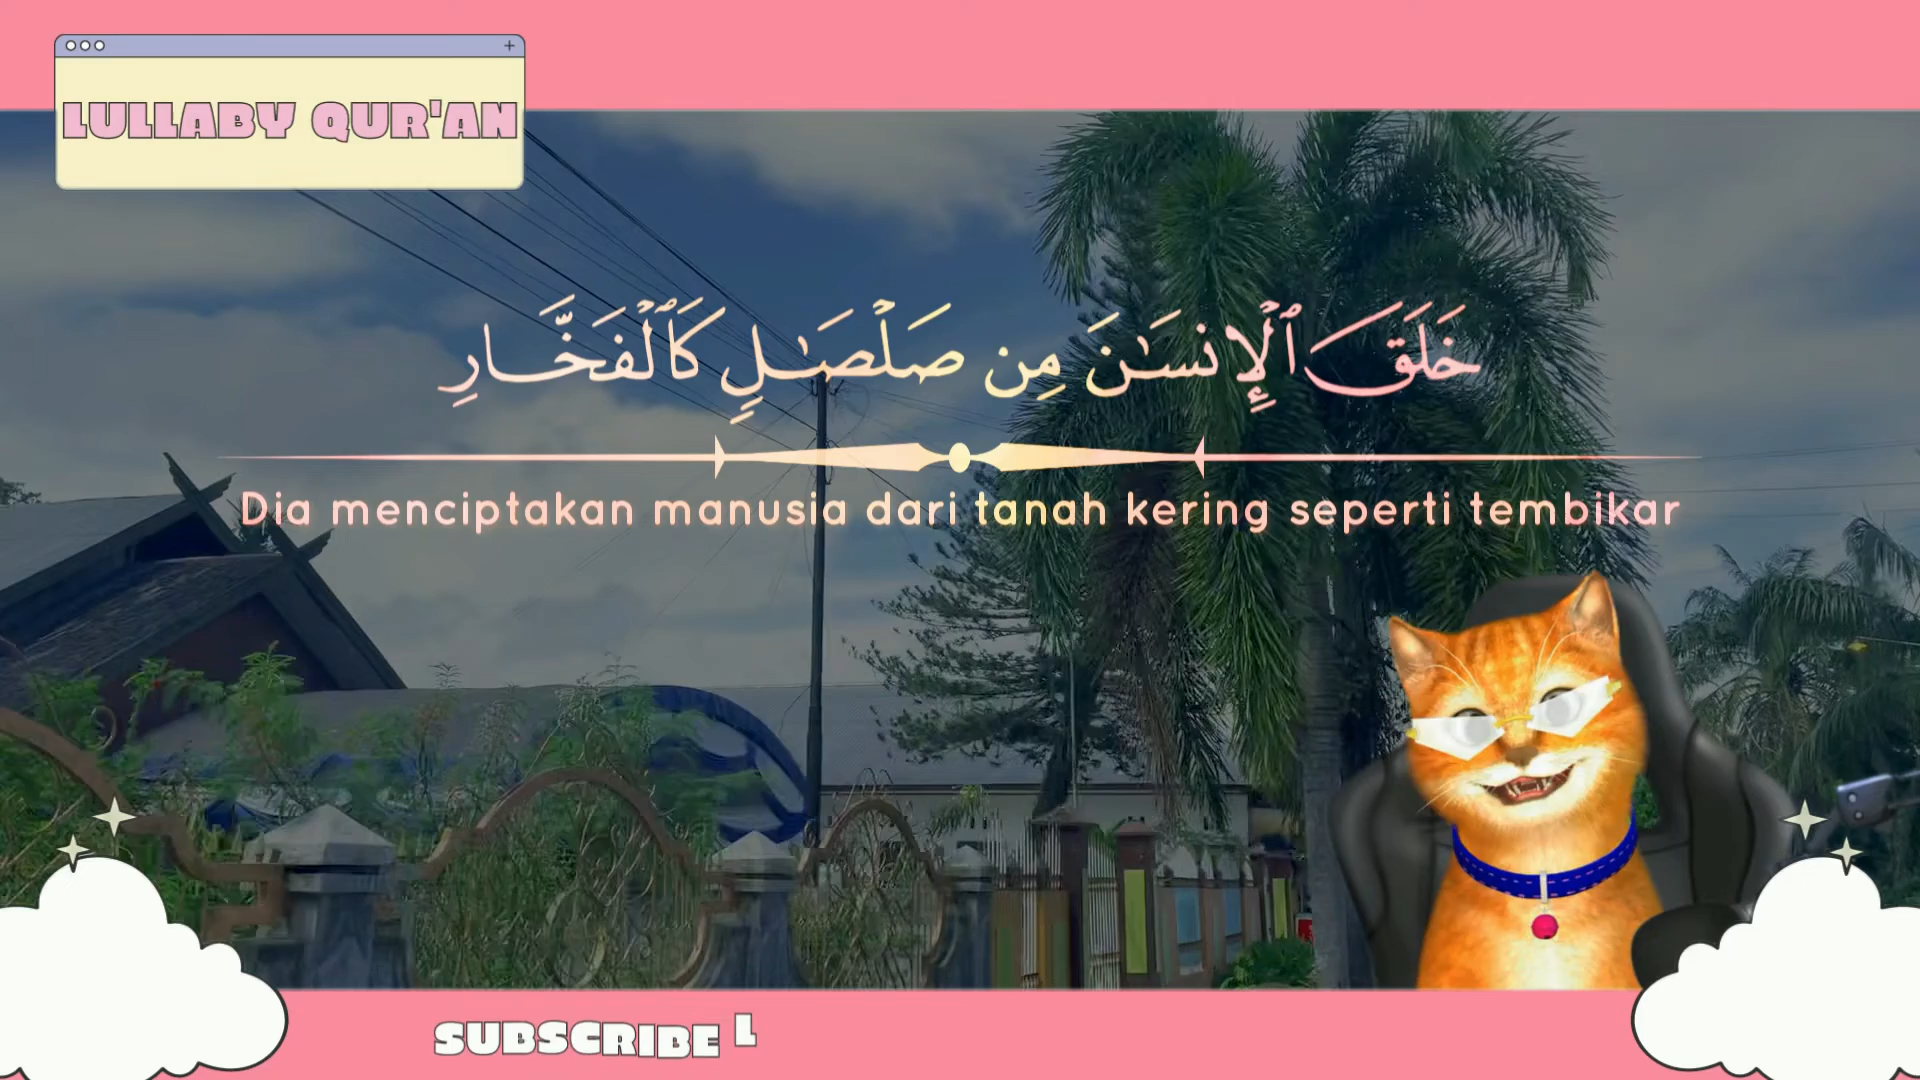 LULLABY QUR'AN
خَلَقَ ٱلْإِنسَـٰنَ مِن صَلْصَـٰلٍ كَٱلْفَخَّارِ
Dia menciptakan manusia dari tanah kering seperti tembikar
SUBSCRIBE L